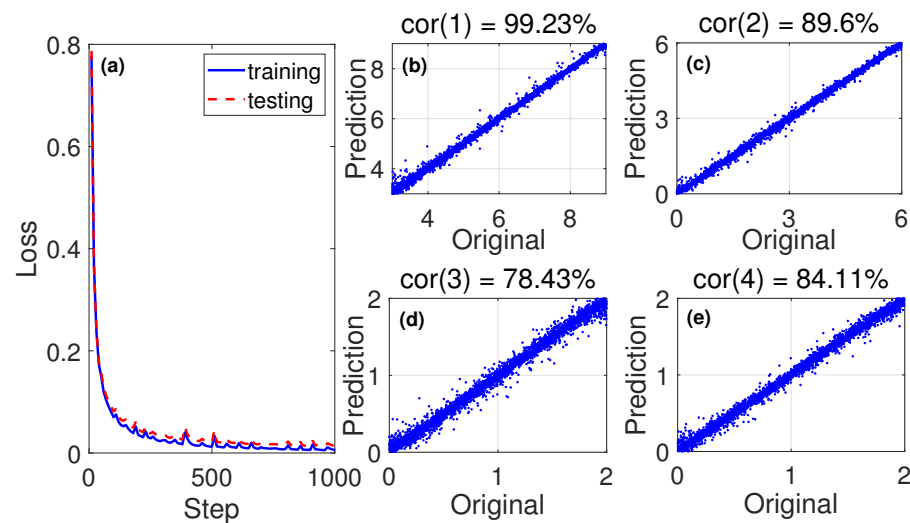 0.8
0.6
0.4
0.2
0
(a)
training
testing
Loss
0
500
1000
Step
cor(1) = 99.23%
(b)
Prediction
8
6
4
4
6
8
Original
cor(2) = 89.6%
(c)
Prediction
6
3
0
0
3
6
Original
cor(3) = 78.43%
(d)
Prediction
2
1
0
0
1
2
Original
cor(4) = 84.11%
(e)
Prediction
2
1
0
0
1
2
Original